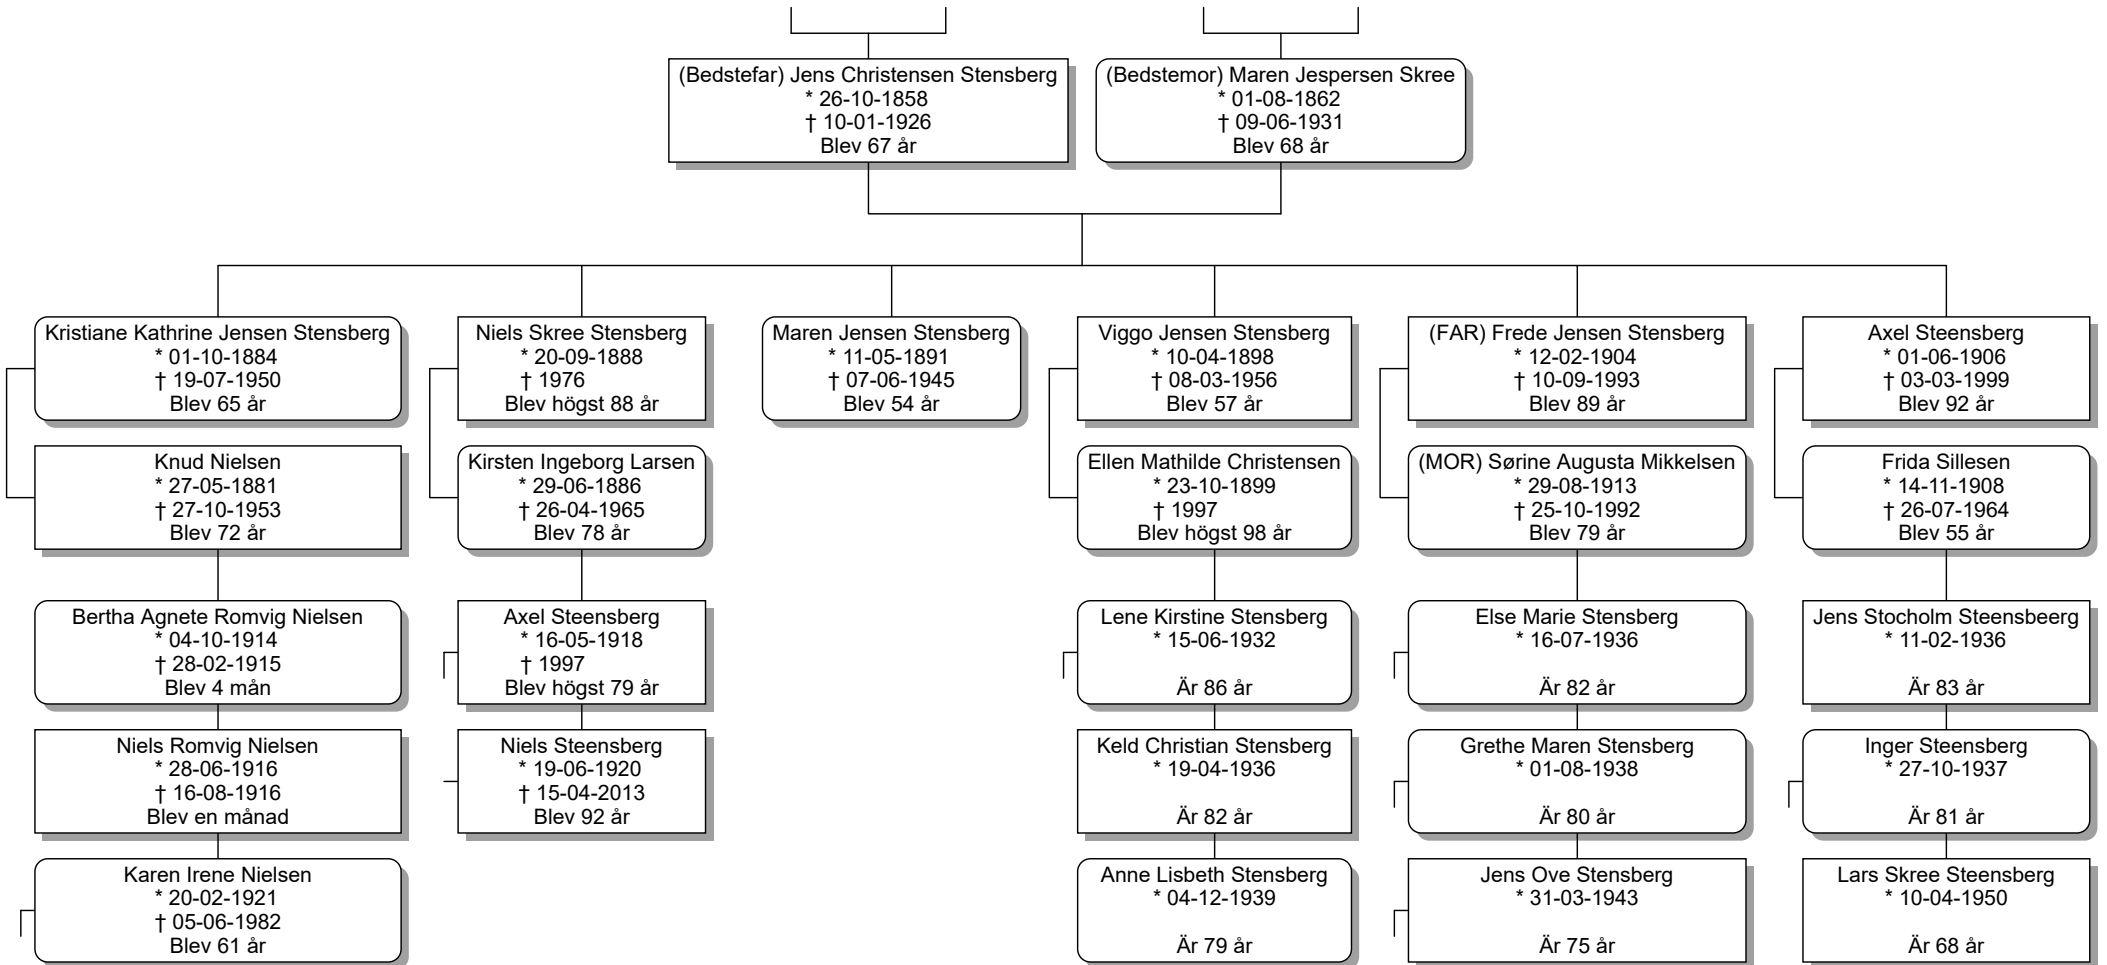 (Bedstefar) Jens Christensen Stensberg
* 26-10-1858
† 10-01-1926
Blev 67 år
(Bedstemor) Maren Jespersen Skree
* 01-08-1862
† 09-06-1931
Blev 68 år
Kristiane Kathrine Jensen Stensberg
* 01-10-1884
† 19-07-1950
Blev 65 år
Knud Nielsen
* 27-05-1881
† 27-10-1953
Blev 72 år
Bertha Agnete Romvig Nielsen
* 04-10-1914
† 28-02-1915
Blev 4 mån
Niels Romvig Nielsen
* 28-06-1916
† 16-08-1916
Blev en månad
Karen Irene Nielsen
* 20-02-1921
† 05-06-1982
Blev 61 år
Niels Skree Stensberg
* 20-09-1888
† 1976
Blev högst 88 år
Kirsten Ingeborg Larsen
* 29-06-1886
† 26-04-1965
Blev 78 år
Axel Steensberg
* 16-05-1918
† 1997
Blev högst 79 år
Niels Steensberg
* 19-06-1920
† 15-04-2013
Blev 92 år
Maren Jensen Stensberg
* 11-05-1891
† 07-06-1945
Blev 54 år
Viggo Jensen Stensberg
* 10-04-1898
† 08-03-1956
Blev 57 år
Ellen Mathilde Christensen
* 23-10-1899
† 1997
Blev högst 98 år
Lene Kirstine Stensberg
* 15-06-1932
Är 86 år
Keld Christian Stensberg
* 19-04-1936
Är 82 år
Anne Lisbeth Stensberg
* 04-12-1939
Är 79 år
(FAR) Frede Jensen Stensberg
* 12-02-1904
† 10-09-1993
Blev 89 år
(MOR) Sørine Augusta Mikkelsen
* 29-08-1913
† 25-10-1992
Blev 79 år
Else Marie Stensberg
* 16-07-1936
Är 82 år
Grethe Maren Stensberg
* 01-08-1938
Är 80 år
Jens Ove Stensberg
* 31-03-1943
Är 75 år
Axel Steensberg
* 01-06-1906
† 03-03-1999
Blev 92 år
Frida Sillesen
* 14-11-1908
† 26-07-1964
Blev 55 år
Jens Stocholm Steensbeerg
* 11-02-1936
Är 83 år
Inger Steensberg
* 27-10-1937
Är 81 år
Lars Skree Steensberg
* 10-04-1950
Är 68 år